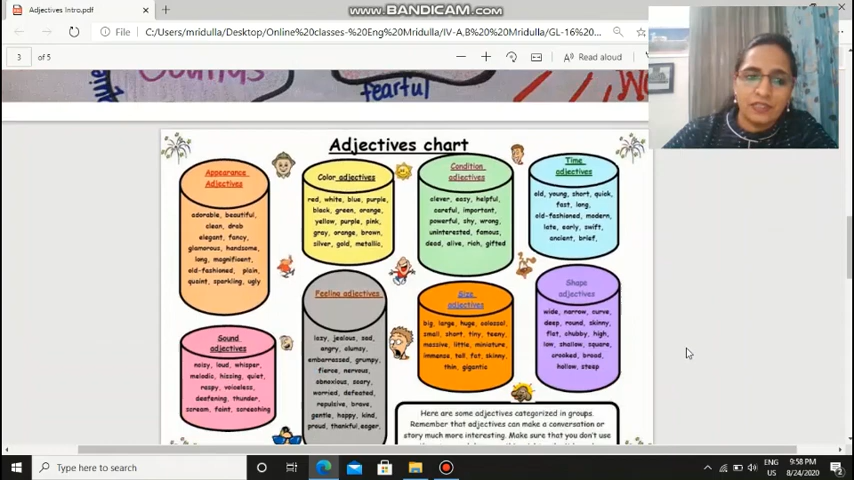 Adjectives Intro.pdf
WWW.BANDICAM.COM
File
C:/Users/mridulla/Desktop/Online%20classes-%20Eng%20Mridulla/IV-A,B%20%20Mridulla/GL-16%20...
3
of 5
Read aloud
fearful
Adjectives chart
Appearance
Adjectives
adorable, beautiful,
clean, drab
elegant, fancy,
glamorous, handsome,
long, magnificent,
old-fashioned, plain,
quaint, sparkling, ugly
Color adjectives
red, white, blue, purple,
black, green, orange,
yellow, purple, pink,
gray, orange, brown,
silver, gold, metallic,
Condition
adjectives
clever, easy, helpful,
careful, important,
powerful, shy, wrong,
uninterested, famous,
dead, alive, rich, gifted
Time
adjectives
old, young, short, quick,
fast, long,
old-fashioned, modern,
late, early, swift,
ancient, brief,
Sound
adjectives
noisy, loud, whisper,
melodic, hissing, quiet,
raspy, voiceless,
deafening, thunder,
scream, faint, screeching
Feeling adjectives
lazy, jealous, sad,
angry, clumsy,
embarrassed, grumpy,
fierce, nervous,
obnoxious, scary,
worried, defeated,
repulsive, brave,
gentle, happy, kind,
proud, thankful,eager,
Size
adjectives
big, large, huge, colossal,
small, short, tiny, teeny,
massive, little, miniature,
immense, tall, fat, skinny,
thin, gigantic
Shape
adjectives
wide, narrow, curve,
deep, round, skinny,
flat, chubby, high,
low, shallow, square,
crooked, broad,
hollow, steep
Here are some adjectives categorized in groups.
Remember that adjectives can make a conversation or
story much more interesting. Make sure that you don't use
Type here to search
ENG
US
9:58 PM
8/24/2020
2